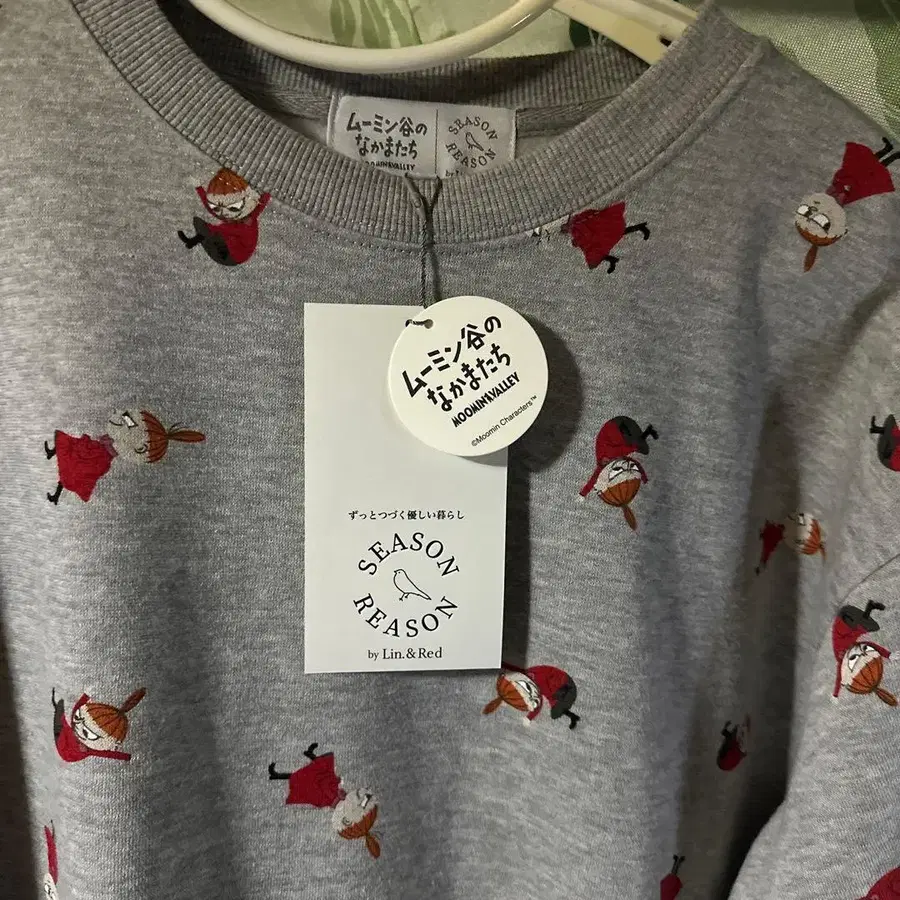 ムーミン谷の
なかまたち
MOOMINVALLEY
SEASON
REASON
by
ムーミン谷の
なかまたち
MOOMINVALLEY
©Moomin Characters™
ずっとつづく優しい暮らし
SEASON
REASON
by Lin.&Red